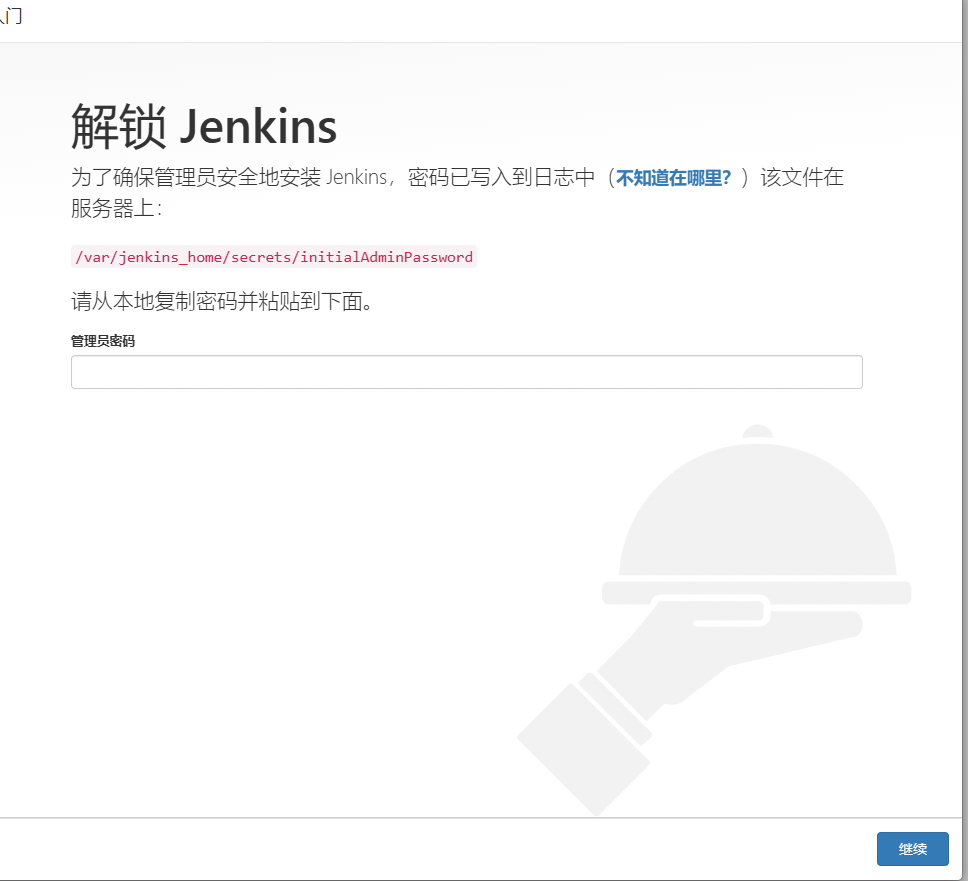 门
解锁 Jenkins
为了确保管理员安全地安装 Jenkins，密码已写入到日志中（不知道在哪里？）该文件在
服务器上：
/var/jenkins_home/secrets/initialAdminPassword
请从本地复制密码并粘贴到下面。
管理员密码
继续